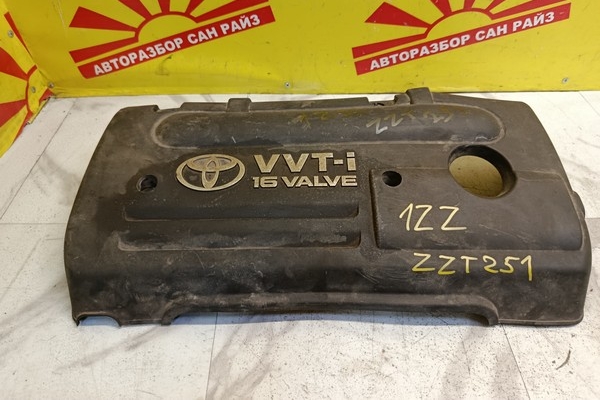 АВТОРАЗБОР САН РАЙЗ
АВТОРАЗБОР САН РАЙЗ
VVT-i
16 VALVE
1ZZ
ZZT251